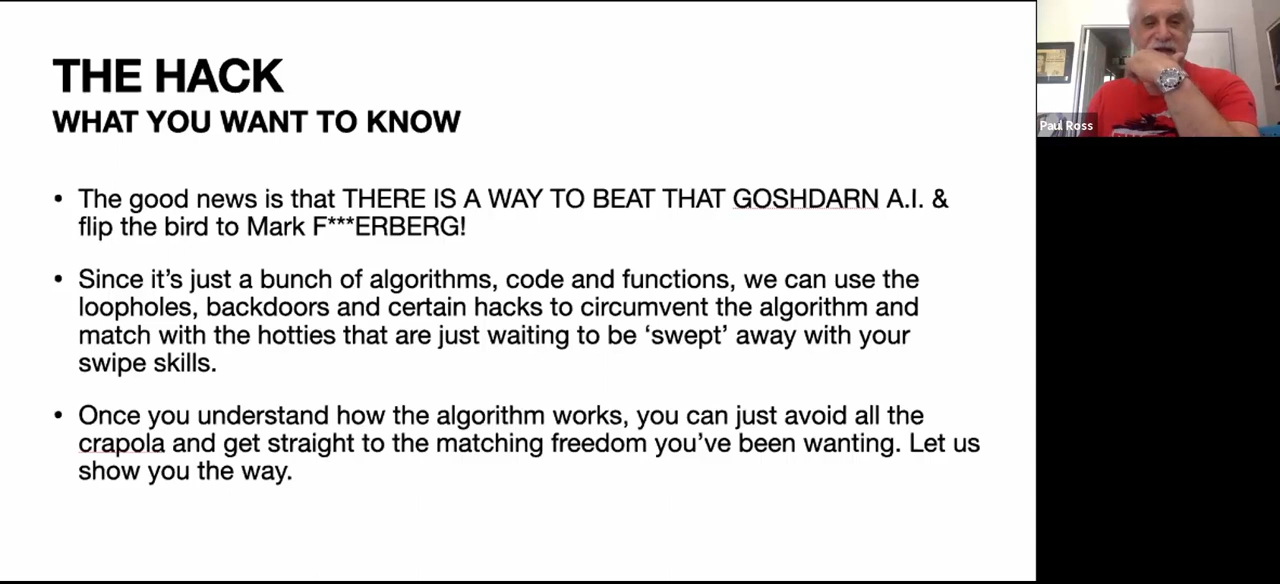 THE HACK
WHAT YOU WANT TO KNOW
• The good news is that THERE IS A WAY TO BEAT THAT GOSHDARN A.I. &
flip the bird to Mark F***ERBERG!
• Since it’s just a bunch of algorithms, code and functions, we can use the
loopholes, backdoors and certain hacks to circumvent the algorithm and
match with the hotties that are just waiting to be ‘swept’ away with your
swipe skills.
• Once you understand how the algorithm works, you can just avoid all the
crapola and get straight to the matching freedom you’ve been wanting. Let us
show you the way.
Paul Ross